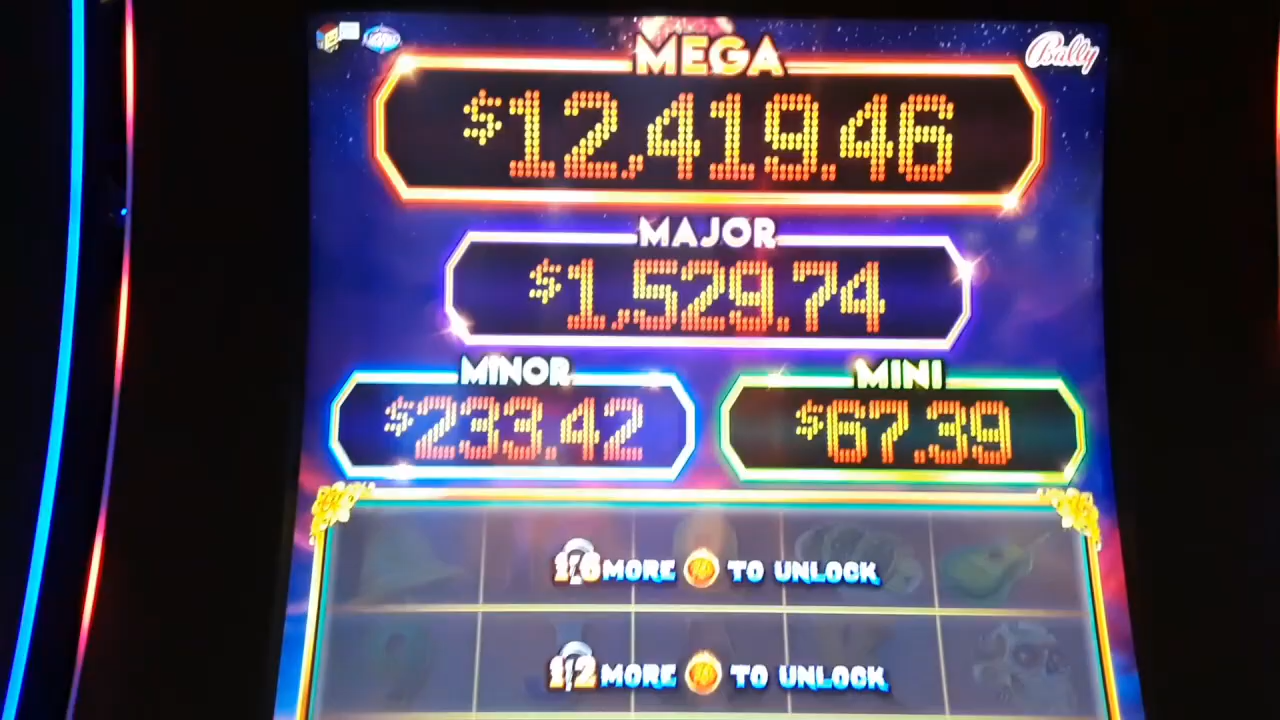 Bally
MEGA
$12,419.46
MAJOR
$1,529.74
MINOR
$233.42
MINI
$67.39
MORE TO UNLOCK
MORE TO UNLOCK